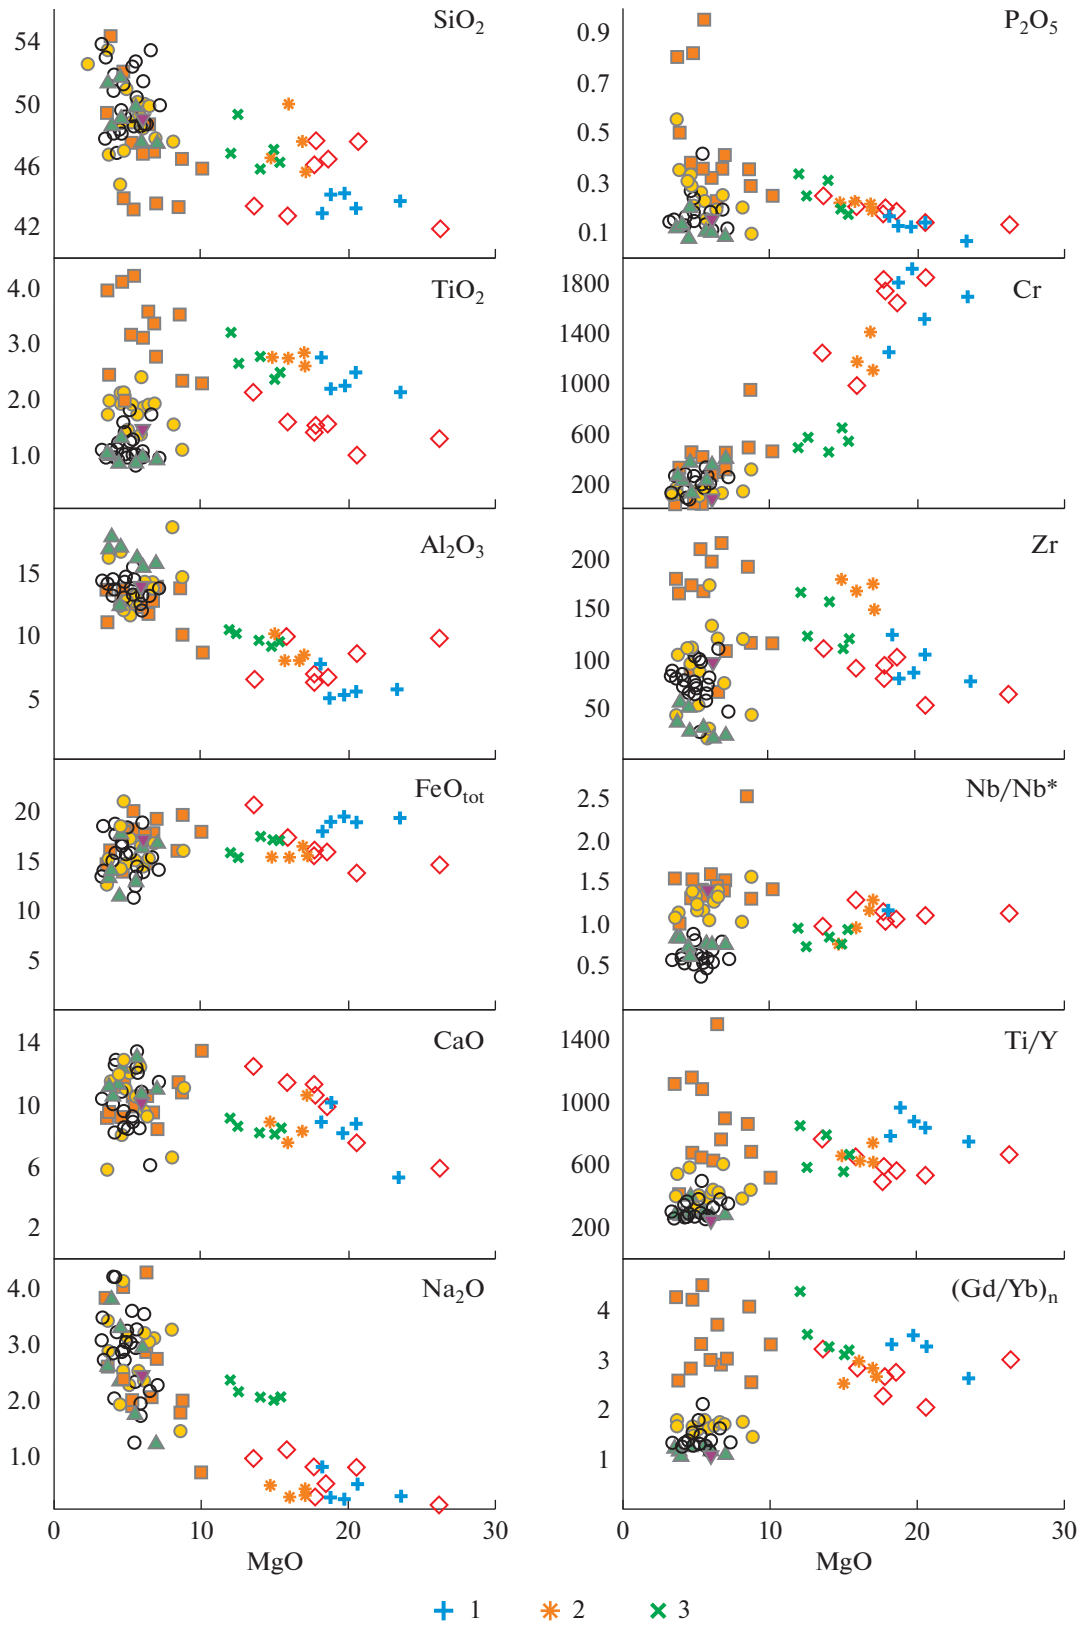 SiO₂
54
50
46
42
TiO₂
4.0
3.0
2.0
1.0
Al₂O₃
15
10
5
FeO_tot
20
15
10
5
CaO
14
10
6
2
Na₂O
4.0
3.0
2.0
1.0
0 10 20 30
MgO
P₂O₅
0.9
0.7
0.5
0.3
0.1
Cr
1800
1400
1000
600
200
Zr
200
150
100
50
Nb/Nb*
2.5
2.0
1.5
1.0
0.5
Ti/Y
1400
1000
600
200
(Gd/Yb)ₙ
4
3
2
1
0 10 20 30
MgO
1 2 3